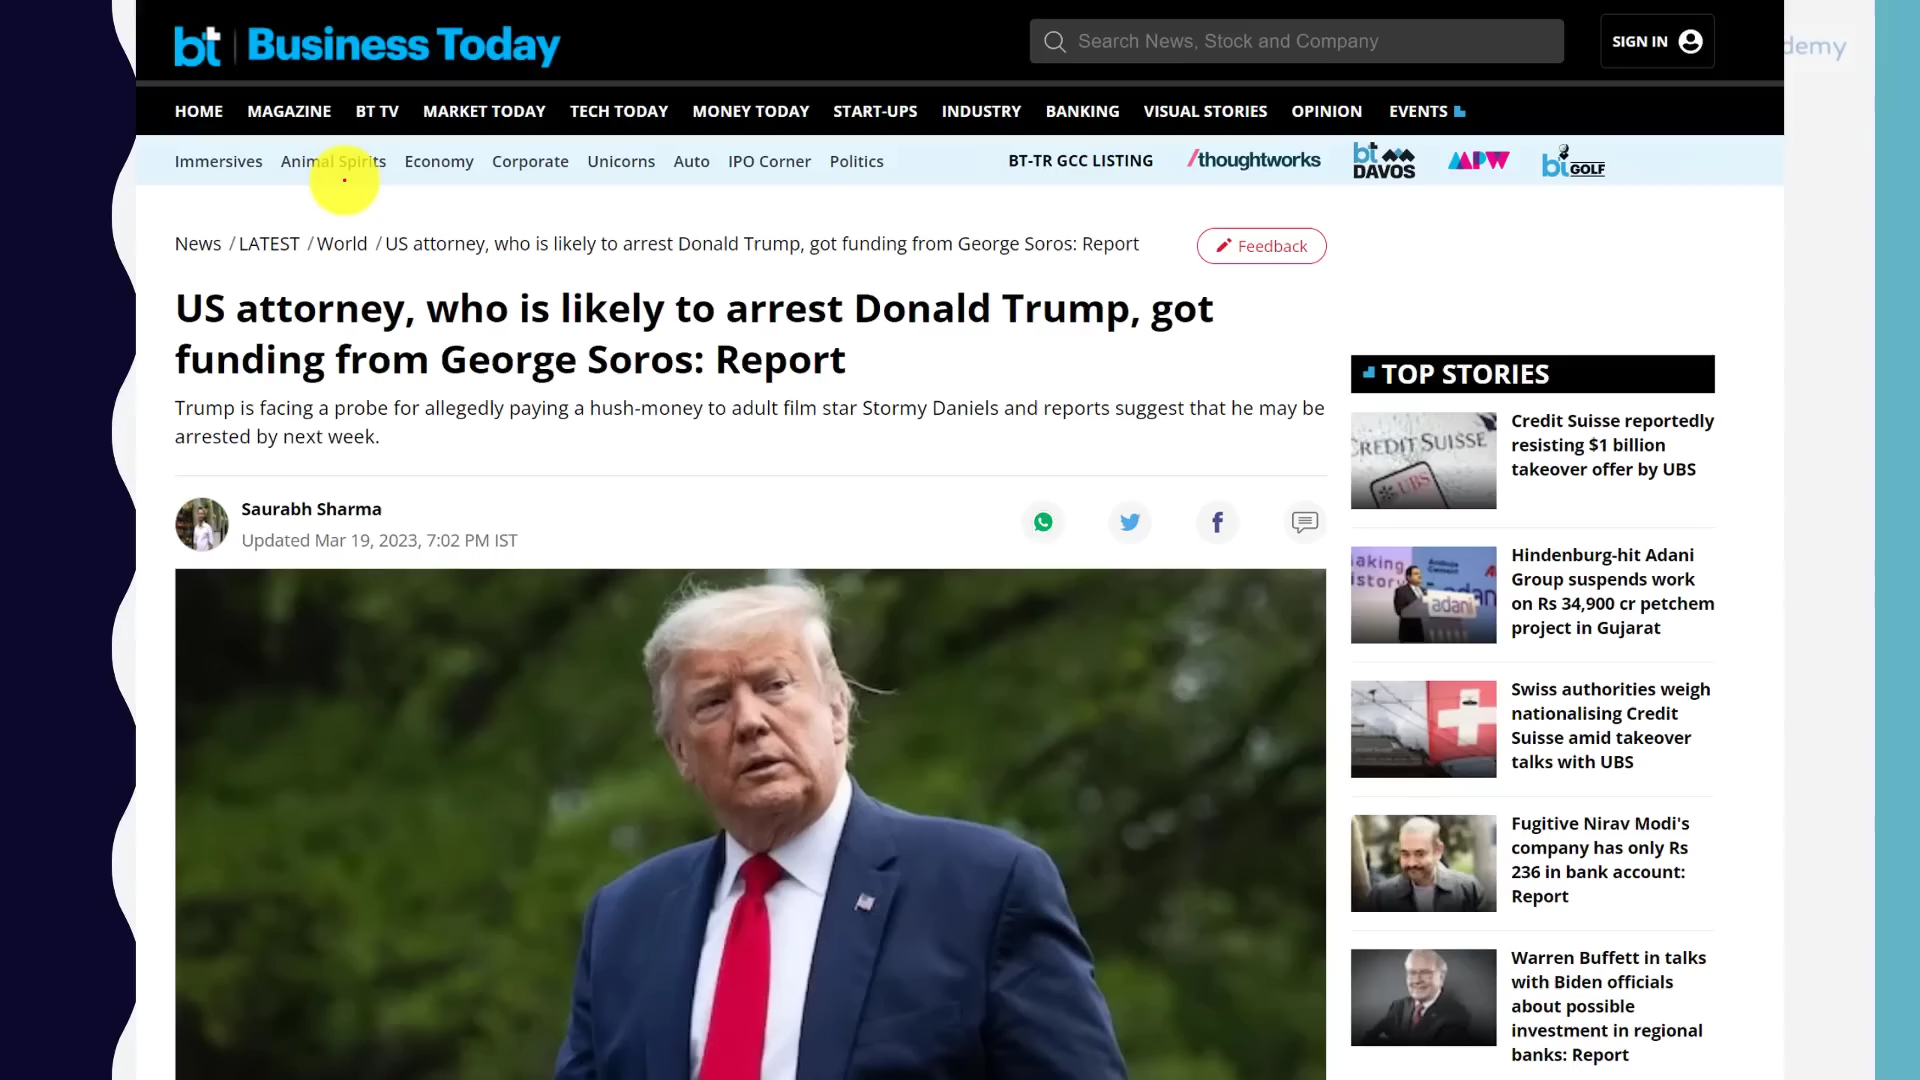 bt | Business Today
Search News, Stock and Company
SIGN IN
demy
HOME MAGAZINE BT TV MARKET TODAY TECH TODAY MONEY TODAY START-UPS INDUSTRY BANKING VISUAL STORIES OPINION EVENTS
Immersives Animal Spirits Economy Corporate Unicorns Auto IPO Corner Politics
BT-TR GCC LISTING /thoughtworks bt DAVOS MPW bt GOLF
News / LATEST / World / US attorney, who is likely to arrest Donald Trump, got funding from George Soros: Report
Feedback
US attorney, who is likely to arrest Donald Trump, got
funding from George Soros: Report
Trump is facing a probe for allegedly paying a hush-money to adult film star Stormy Daniels and reports suggest that he may be
arrested by next week.
Saurabh Sharma
Updated Mar 19, 2023, 7:02 PM IST
TOP STORIES
CREDIT SUISSE
UBS
Credit Suisse reportedly
resisting $1 billion
takeover offer by UBS
aking
istory
adani
Hindenburg-hit Adani
Group suspends work
on Rs 34,900 cr petchem
project in Gujarat
Swiss authorities weigh
nationalising Credit
Suisse amid takeover
talks with UBS
Fugitive Nirav Modi's
company has only Rs
236 in bank account:
Report
Warren Buffett in talks
with Biden officials
about possible
investment in regional
banks: Report